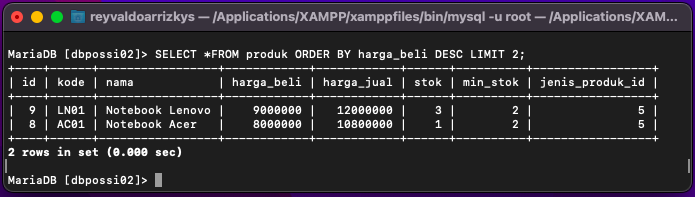 reyvaldoarrizkys — /Applications/XAMPP/xamppfiles/bin/mysql -u root — /Applications/XAM...
MariaDB [dbpossi02]> SELECT *FROM produk ORDER BY harga_beli DESC LIMIT 2;
+----+------+-----------------+------------+------------+------+----------+-----------------+
| id | kode | nama            | harga_beli | harga_jual | stok | min_stok | jenis_produk_id |
+----+------+-----------------+------------+------------+------+----------+-----------------+
|  9 | LN01 | Notebook Lenovo |    9000000 |   12000000 |    3 |        2 |               5 |
|  8 | AC01 | Notebook Acer   |    8000000 |   10800000 |    1 |        2 |               5 |
+----+------+-----------------+------------+------------+------+----------+-----------------+
2 rows in set (0.000 sec)
MariaDB [dbpossi02]>